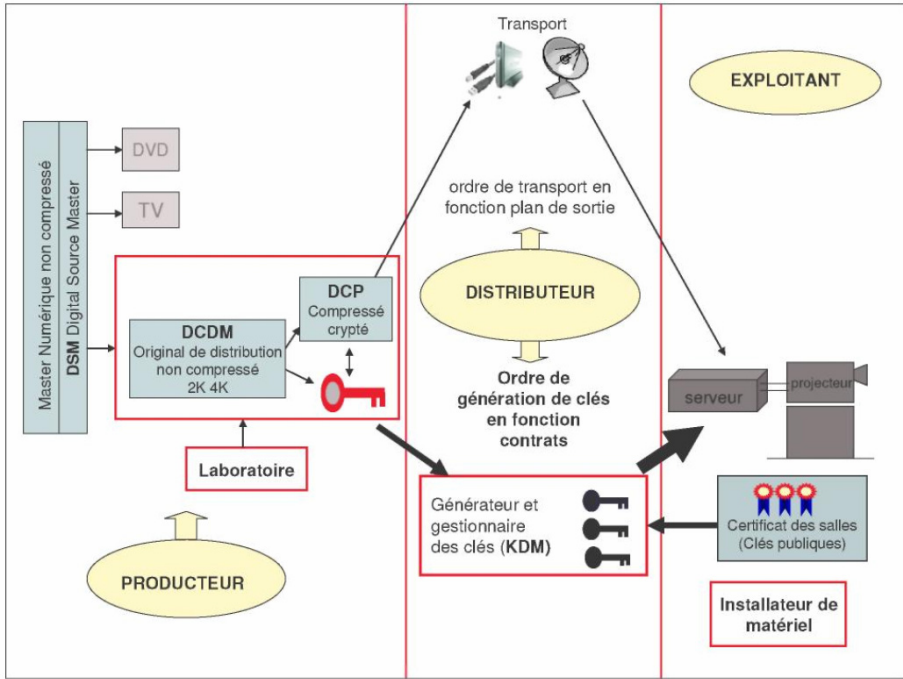 Master Numérique non compressé
DSM Digital Source Master
DVD
TV
DCDM
Original de distribution
non compressé
2K 4K
DCP
Compressé
crypté
Laboratoire
PRODUCTEUR
Transport
ordre de transport en
fonction plan de sortie
DISTRIBUTEUR
Ordre de
génération de clés
en fonction
contrats
Générateur et
gestionnaire
des clés (KDM)
EXPLOITANT
serveur
projecteur
Certificat des salles
(Clés publiques)
Installateur de
matériel